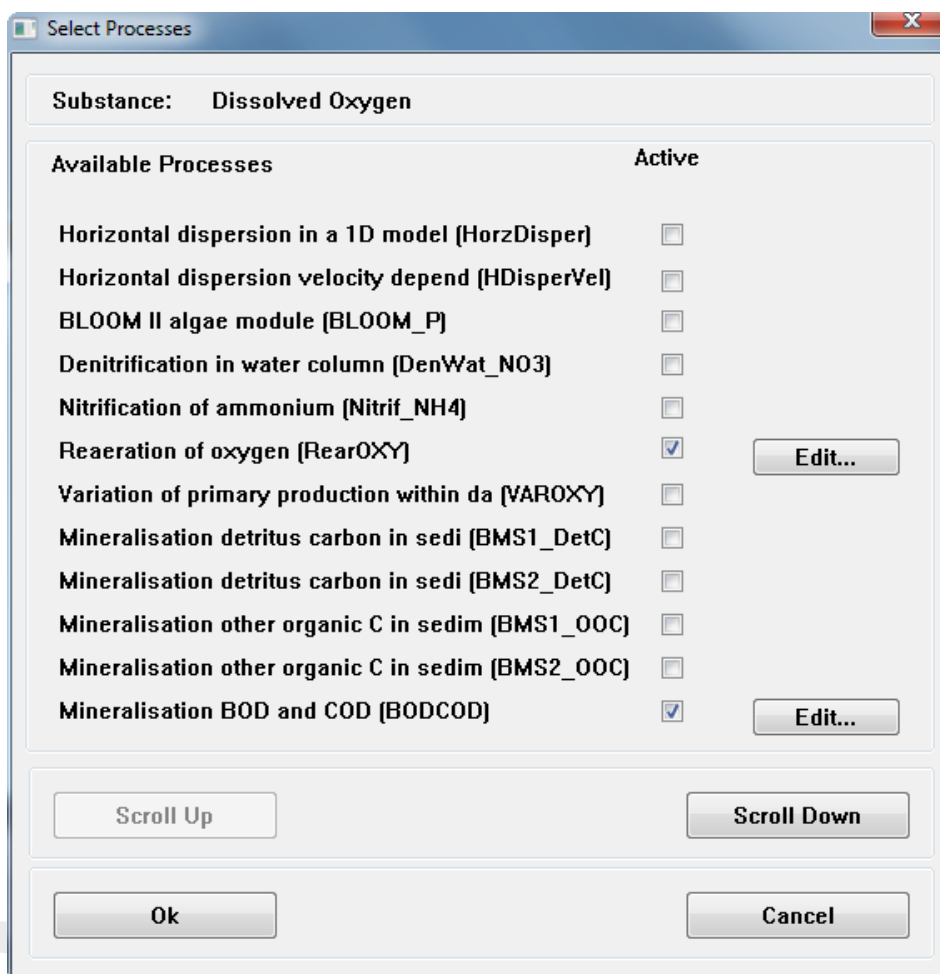 Select Processes
X
Substance: Dissolved Oxygen
Available Processes Active
Horizontal dispersion in a 1D model (HorzDisper)
Horizontal dispersion velocity depend (HDisperVel)
BLOOM II algae module (BLOOM_P)
Denitrification in water column (DenWat_NO3)
Nitrification of ammonium (Nitrif_NH4)
Reaeration of oxygen (RearOXY) Edit...
Variation of primary production within da (VAROXY)
Mineralisation detritus carbon in sedi (BMS1_DetC)
Mineralisation detritus carbon in sedi (BMS2_DetC)
Mineralisation other organic C in sedim (BMS1_OOC)
Mineralisation other organic C in sedim (BMS2_OOC)
Mineralisation BOD and COD (BODCOD) Edit...
Scroll Up Scroll Down
Ok Cancel